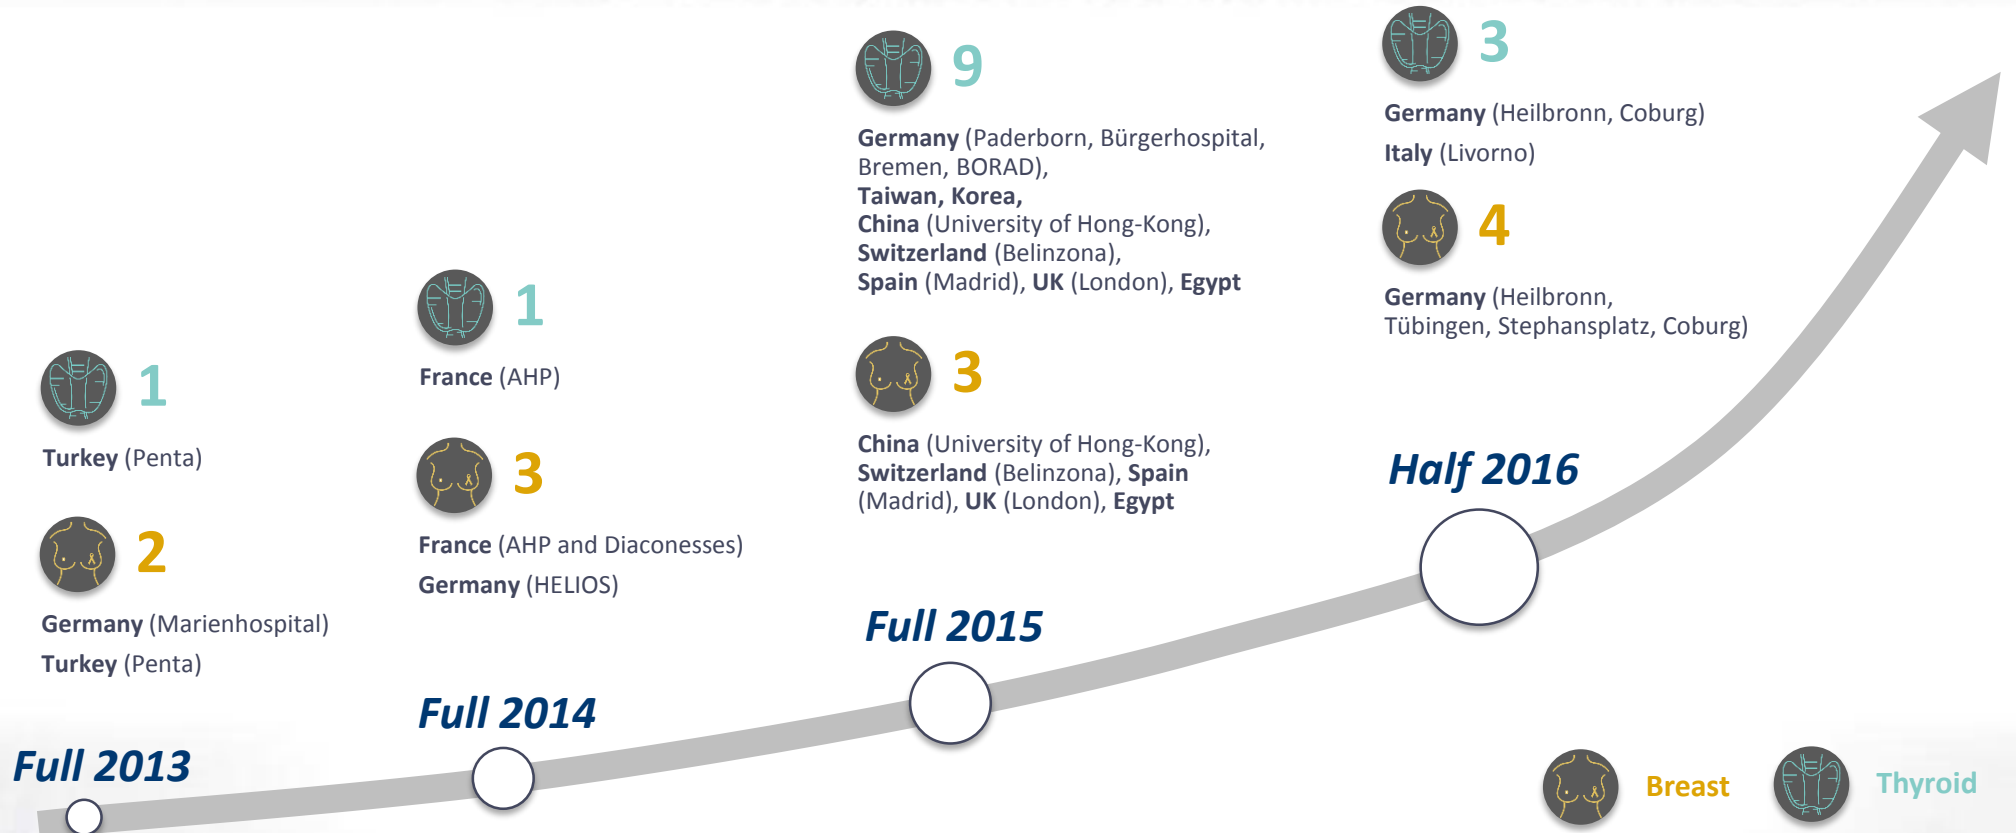 1
Turkey (Penta)
2
Germany (Marienhospital)
Turkey (Penta)
Full 2013
1
France (AHP)
3
France (AHP and Diaconesses)
Germany (HELIOS)
Full 2014
9
Germany (Paderborn, Bürgerhospital,
Bremen, BORAD),
Taiwan, Korea,
China (University of Hong-Kong),
Switzerland (Belinzona),
Spain (Madrid), UK (London), Egypt
3
China (University of Hong-Kong),
Switzerland (Belinzona), Spain
(Madrid), UK (London), Egypt
Full 2015
3
Germany (Heilbronn, Coburg)
Italy (Livorno)
4
Germany (Heilbronn,
Tübingen, Stephansplatz, Coburg)
Half 2016
Breast
Thyroid